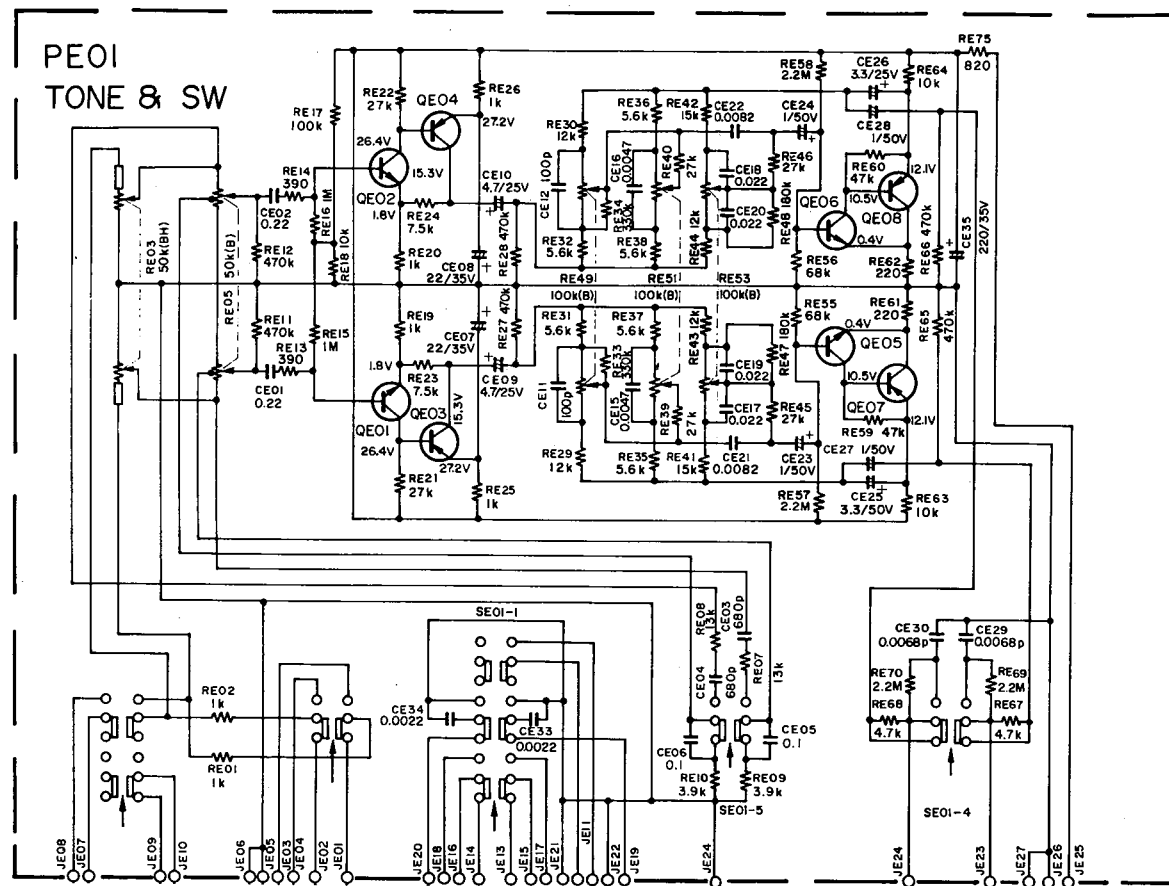 PE01
TONE & SW
RE75
820
RE58
2.2M
CE26
3.3/25V
RE64
10k
RE22
27k
QE04
RE26
1k
RE17
100k
27.2V
RE30
12k
RE36
5.6k
RE42
15k
CE22
0.0082
CE24
1/50V
CE28
1/50V
26.4V
15.3V
RE14
390
CE10
4.7/25V
CE12 100p
CE16
0.0047
RE40
27k
CE18
0.022
RE46
27k
RE60
47k
12.1V
CE02
0.22
RE16 1M
QE02
1.8V
RE24
7.5k
RE34
330k
CE20
0.022
RE48 180k
QE06
10.5V
QE08
RE03
50k(BH)
50k(B)
RE05
RE12
470k
RE18 10k
RE20
1k
CE08
22/35V
RE28 470k
RE32
5.6k
RE38
5.6k
RE44 12k
RE56
68k
0.4V
RE62
220
RE66 470k
CE35
220/35V
RE49
100k(B)
RE51
100k(B)
RE53
100k(B)
RE11
470k
RE13
390
RE15
1M
RE19
1k
CE07
22/35V
RE27 470k
RE31
5.6k
RE37
5.6k
RE43 12k
RE47 180k
RE55
68k
0.4V
RE61
220
RE65
470k
CE01
0.22
1.8V
RE23
7.5k
CE09
4.7/25V
CE11
100p
RE33
330k
CE15
0.0047
RE39
27k
CE19
0.022
CE17
0.022
RE45
27k
QE05
10.5V
QE07
12.1V
QE01
QE03
15.3V
26.4V
27.2V
RE59 47k
RE21
27k
RE25
1k
RE29
12k
RE35
5.6k
RE41
15k
CE21
0.0082
CE23
1/50V
CE27 1/50V
RE57
2.2M
CE25
3.3/50V
RE63
10k
SE01-1
RE08
13k
CE03
680p
CE04
680p
RE07
13k
CE30
0.0068p
CE29
0.0068p
RE02
1k
RE01
1k
CE34
0.0022
CE33
0.0022
CE06
0.1
CE05
0.1
RE10
3.9k
RE09
3.9k
SE01-5
RE70
2.2M
RE69
2.2M
RE68
4.7k
RE67
4.7k
SE01-4
JE08
JE07
JE09
JE10
JE06
JE05
JE03
JE04
JE02
JE01
JE20
JE18
JE16
JE14
JE13
JE15
JE17
JE21
JE11
JE22
JE19
JE24
JE24
JE23
JE27
JE26
JE25